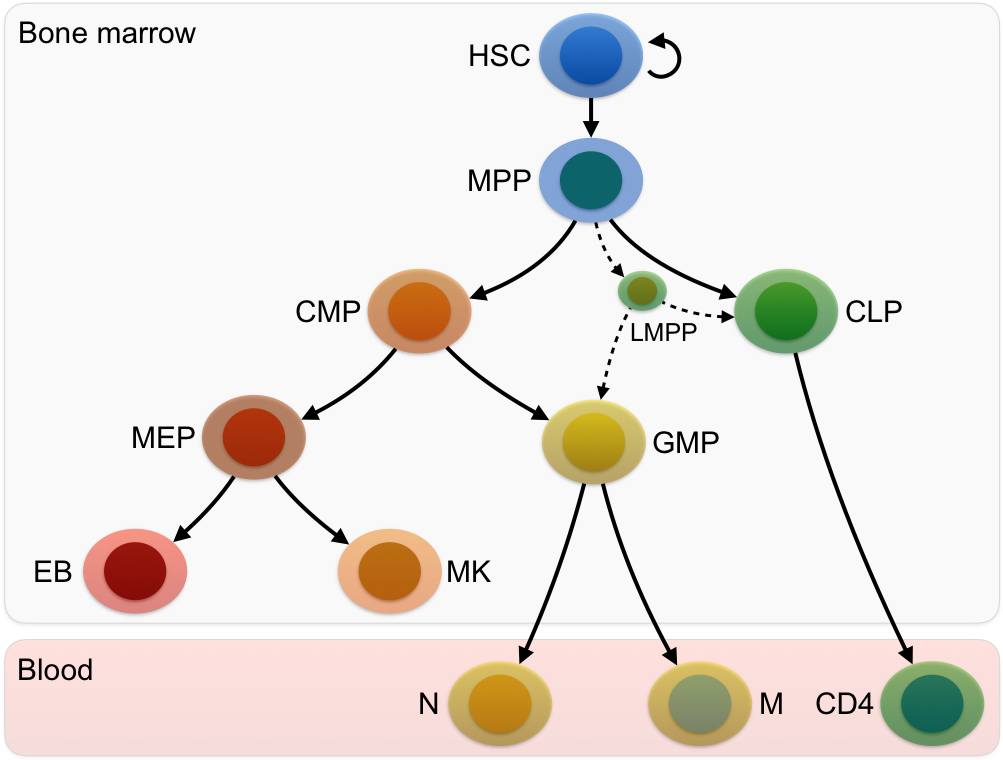 Bone marrow
HSC
MPP
CMP
LMPP
CLP
MEP
GMP
EB
MK
Blood
N
M
CD4